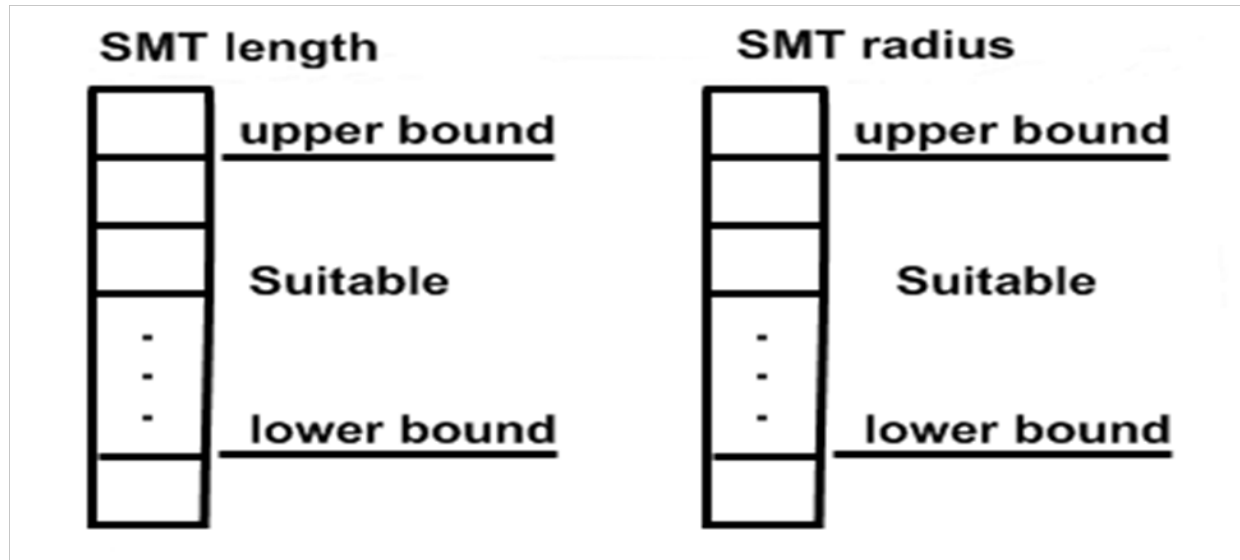 SMT length
upper bound
Suitable
-
-
-
lower bound
SMT radius
upper bound
Suitable
-
-
-
lower bound